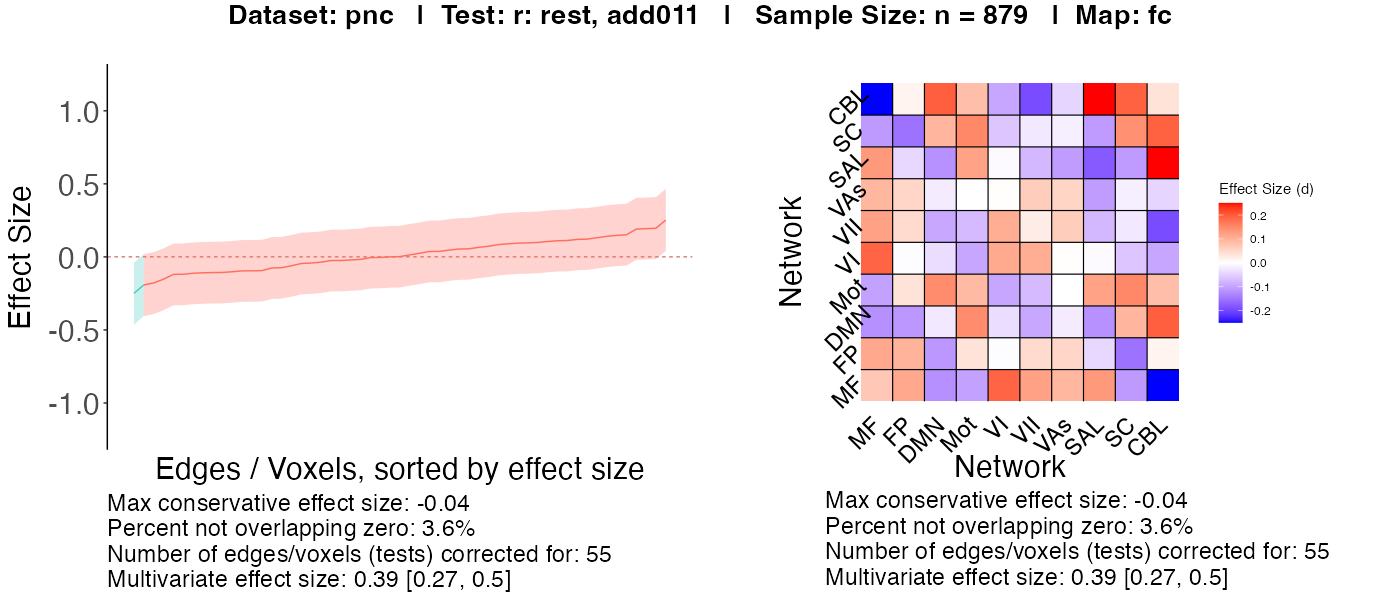 Dataset: pnc | Test: r: rest, add011 | Sample Size: n = 879 | Map: fc
Effect Size
1.0
0.5
0.0
-0.5
-1.0
Edges / Voxels, sorted by effect size
Max conservative effect size: -0.04
Percent not overlapping zero: 3.6%
Number of edges/voxels (tests) corrected for: 55
Multivariate effect size: 0.39 [0.27, 0.5]
Network
CBL
SC
SAL
VAs
VII
VI
Mot
DMN
FP
MF
MF
FP
DMN
Mot
VI
VII
VAs
SAL
SC
CBL
Network
Effect Size (d)
0.2
0.1
0.0
-0.1
-0.2
Max conservative effect size: -0.04
Percent not overlapping zero: 3.6%
Number of edges/voxels (tests) corrected for: 55
Multivariate effect size: 0.39 [0.27, 0.5]